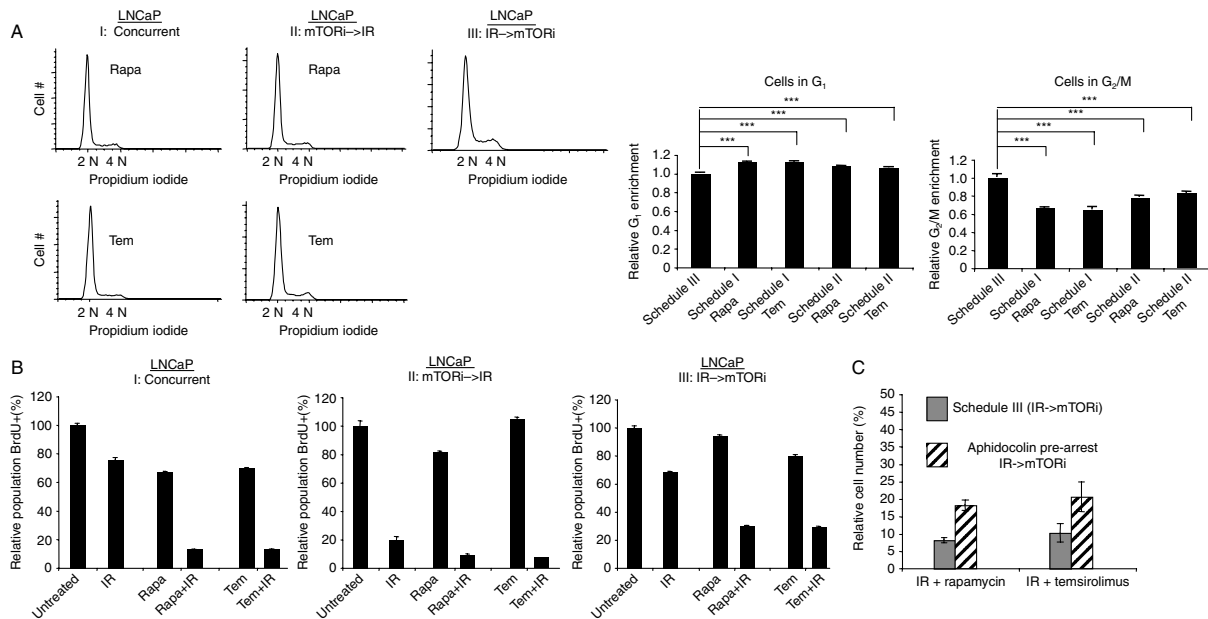 A
LNCaP
I: Concurrent
Rapa
Cell #
2 N 4 N
Propidium iodide
LNCaP
II: mTORi–>IR
Rapa
2 N 4 N
Propidium iodide
LNCaP
III: IR–>mTORi
2 N 4 N
Propidium iodide
Tem
Cell #
2 N 4 N
Propidium iodide
Tem
2 N 4 N
Propidium iodide
Cells in G1
***
***
***
***
Relative G1 enrichment
1.2
1.0
0.8
0.6
0.4
1.2
0
Schedule III
Schedule I
Rapa
Schedule I
Tem
Schedule II
Rapa
Schedule II
Tem
Cells in G2/M
***
***
***
***
Relative G2/M enrichment
1.2
1.0
0.8
0.6
0.4
1.2
0
Schedule III
Schedule I
Rapa
Schedule I
Tem
Schedule II
Rapa
Schedule II
Tem
B
LNCaP
I: Concurrent
Relative population BrdU+(%)
120
100
80
60
40
20
0
Untreated
IR
Rapa
Rapa+IR
Tem
Tem+IR
LNCaP
II: mTORi–>IR
Relative population BrdU+(%)
120
100
80
60
40
20
0
Untreated
IR
Rapa
Rapa+IR
Tem
Tem+IR
LNCaP
III: IR–>mTORi
Relative population BrdU+(%)
120
100
80
60
40
20
0
Untreated
IR
Rapa
Rapa+IR
Tem
Tem+IR
C
Relative cell number (%)
50
45
40
35
30
25
20
15
10
5
0
Schedule III (IR->mTORi)
Aphidocolin pre-arrest
IR->mTORi
IR + rapamycin
IR + temsirolimus